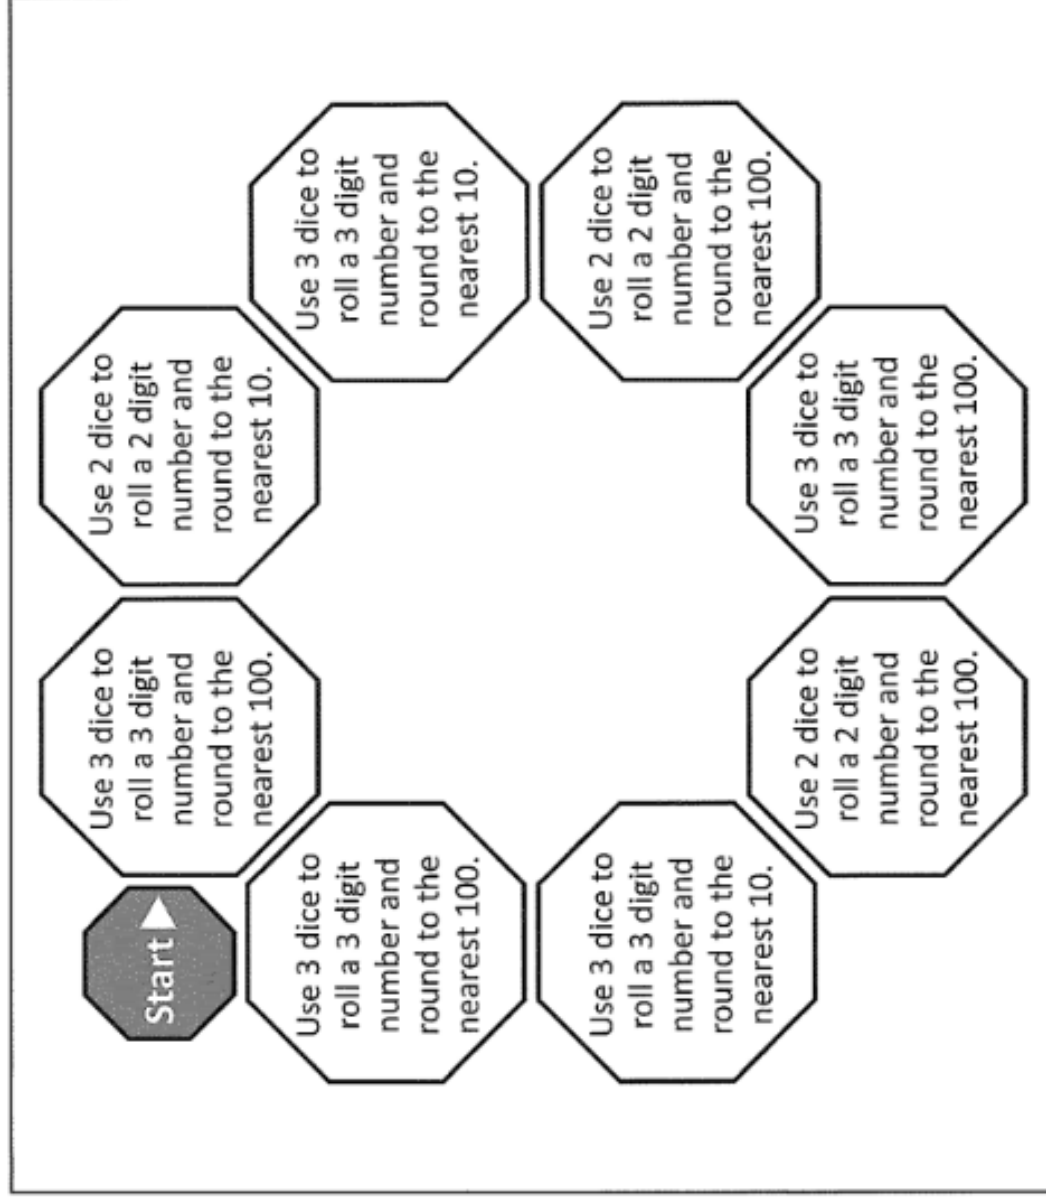 Start
Use 3 dice to
roll a 3 digit
number and
round to the
nearest 100.
Use 2 dice to
roll a 2 digit
number and
round to the
nearest 10.
Use 3 dice to
roll a 3 digit
number and
round to the
nearest 10.
Use 2 dice to
roll a 2 digit
number and
round to the
nearest 100.
Use 3 dice to
roll a 3 digit
number and
round to the
nearest 100.
Use 2 dice to
roll a 2 digit
number and
round to the
nearest 100.
Use 3 dice to
roll a 3 digit
number and
round to the
nearest 10.
Use 3 dice to
roll a 3 digit
number and
round to the
nearest 100.